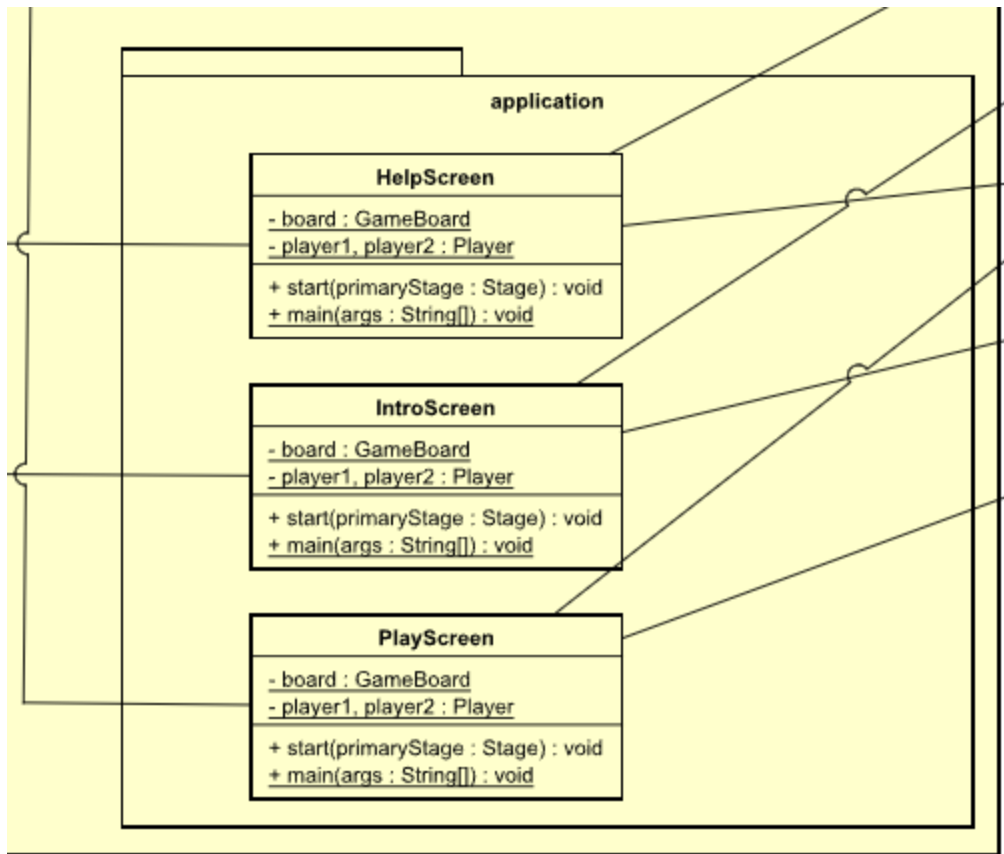 application
HelpScreen
- board : GameBoard
- player1, player2 : Player
+ start(primaryStage : Stage) : void
+ main(args : String[]) : void
IntroScreen
- board : GameBoard
- player1, player2 : Player
+ start(primaryStage : Stage) : void
+ main(args : String[]) : void
PlayScreen
- board : GameBoard
- player1, player2 : Player
+ start(primaryStage : Stage) : void
+ main(args : String[]) : void